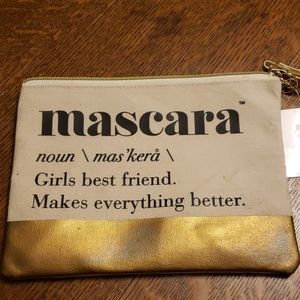 mascara™
noun \ mas'kerå \
Girls best friend.
Makes everything better.